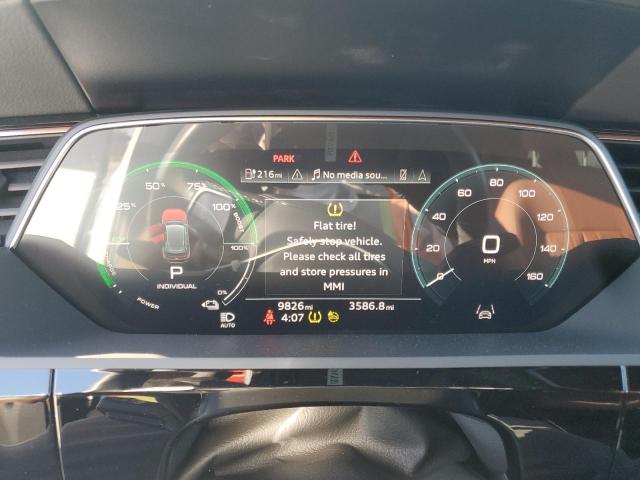 PARK
216mi
No media sou...
Flat tire!
Safely stop vehicle.
Please check all tires
and store pressures in
MMI
25%
50%
75%
100%
BOOST
100%
0%
CHARGE
POWER
P
INDIVIDUAL
0
20
40
60
80
100
120
140
160
0
MPH
9826mi
3586.8mi
AUTO
4:07